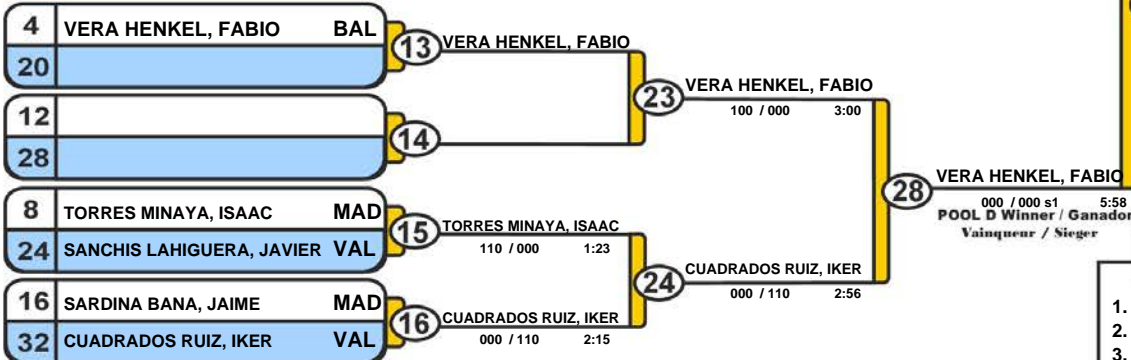 4 VERA HENKEL, FABIO BAL
20
13 VERA HENKEL, FABIO
12
28
14
23 VERA HENKEL, FABIO
100 / 000 3:00
8 TORRES MINAYA, ISAAC MAD
24 SANCHIS LAHIGUERA, JAVIER VAL
15 TORRES MINAYA, ISAAC
110 / 000 1:23
16 SARDINA BANA, JAIME MAD
32 CUADRADOS RUIZ, IKER VAL
16 CUADRADOS RUIZ, IKER
000 / 110 2:15
24 CUADRADOS RUIZ, IKER
000 / 110 2:56
28 VERA HENKEL, FABIO
000 / 000 s1 5:58
POOL D Winner / Ganador
Vainqueur / Sieger
1.
2.
3.